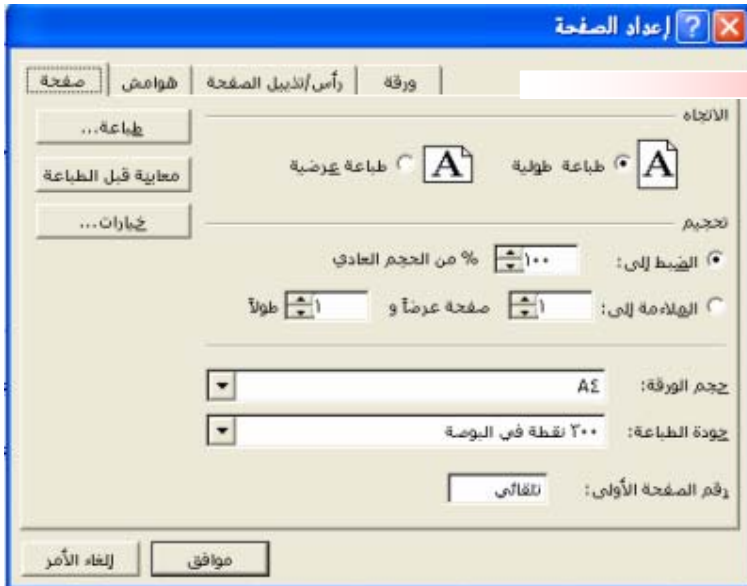 إعداد الصفحة
صفحة هوامش رأس/تذييل الصفحة ورقة
الاتجاه
A طباعة طولية A طباعة عرضية
طباعة...
معاينة قبل الطباعة
خيارات...
تحجيم
الضبط إلى: ١٠٠ % من الحجم العادي
الملاءمة إلى: ١ صفحة عرضاً و ١ طولاً
حجم الورقة: A٤
جودة الطباعة: ٣٠٠ نقطة في البوصة
رقم الصفحة الأولى: تلقائي
موافق إلغاء الأمر